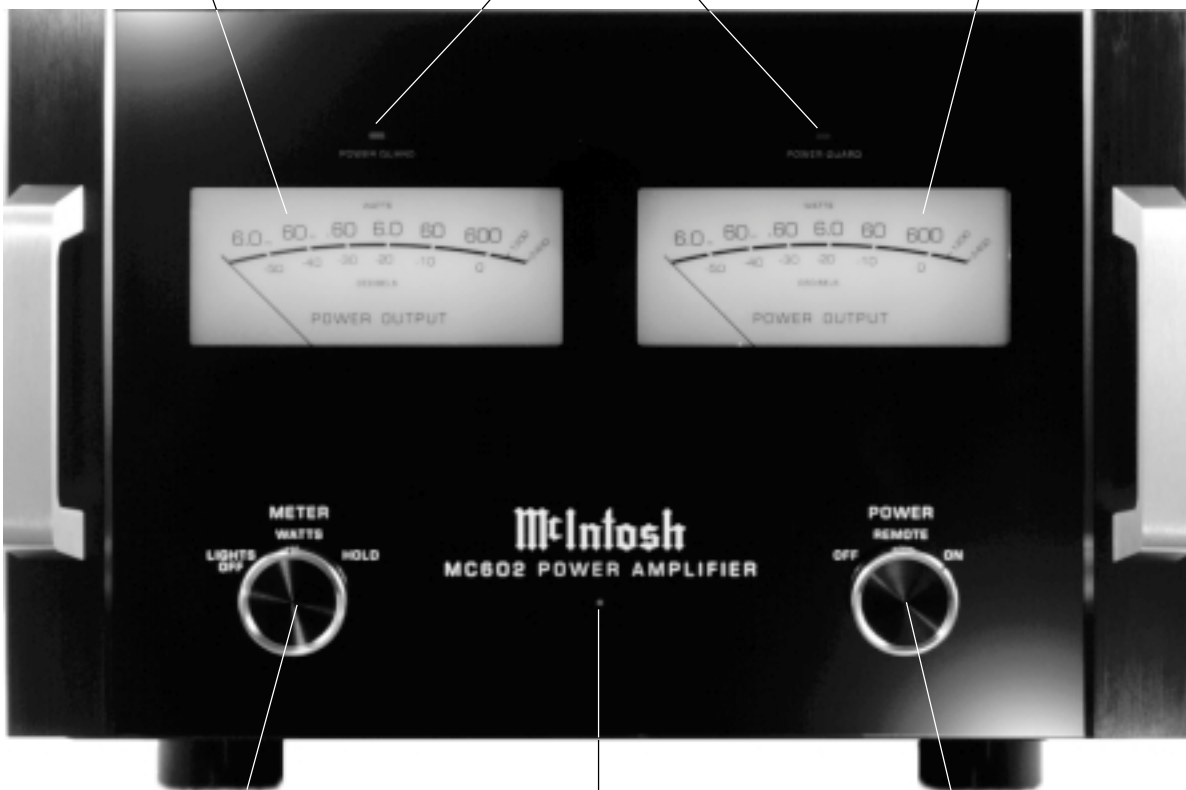 POWER GUARD
POWER GUARD
WATTS
6.0 60 .60 6.0 60 600 1200
-50 -40 -30 -20 -10 0
DECIBELS
POWER OUTPUT
WATTS
6.0 60 .60 6.0 60 600 1200
-50 -40 -30 -20 -10 0
DECIBELS
POWER OUTPUT
METER
WATTS
LIGHTS OFF
HOLD
McIntosh
MC602 POWER AMPLIFIER
POWER
REMOTE
OFF
ON